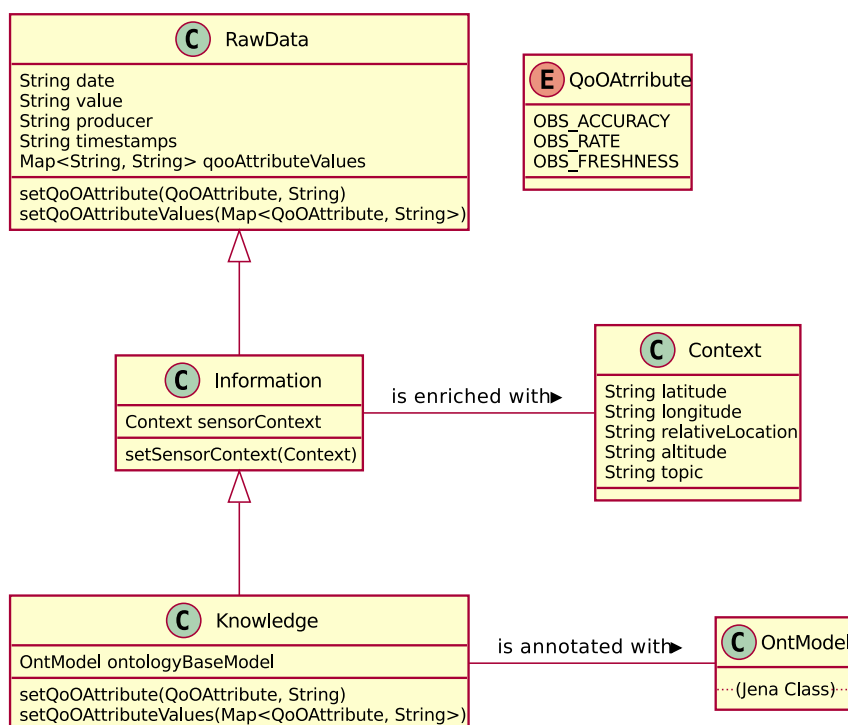 C RawData
String date
String value
String producer
String timestamps
Map<String, String> qooAttributeValues
setQoOAttribute(QoOAttribute, String)
setQoOAttributeValues(Map<QoOAttribute, String>)
E QoOAtrribute
OBS_ACCURACY
OBS_RATE
OBS_FRESHNESS
C Information
Context sensorContext
setSensorContext(Context)
is enriched with
C Context
String latitude
String longitude
String relativeLocation
String altitude
String topic
C Knowledge
OntModel ontologyBaseModel
setQoOAttribute(QoOAttribute, String)
setQoOAttributeValues(Map<QoOAttribute, String>)
is annotated with
C OntModel
(Jena Class)